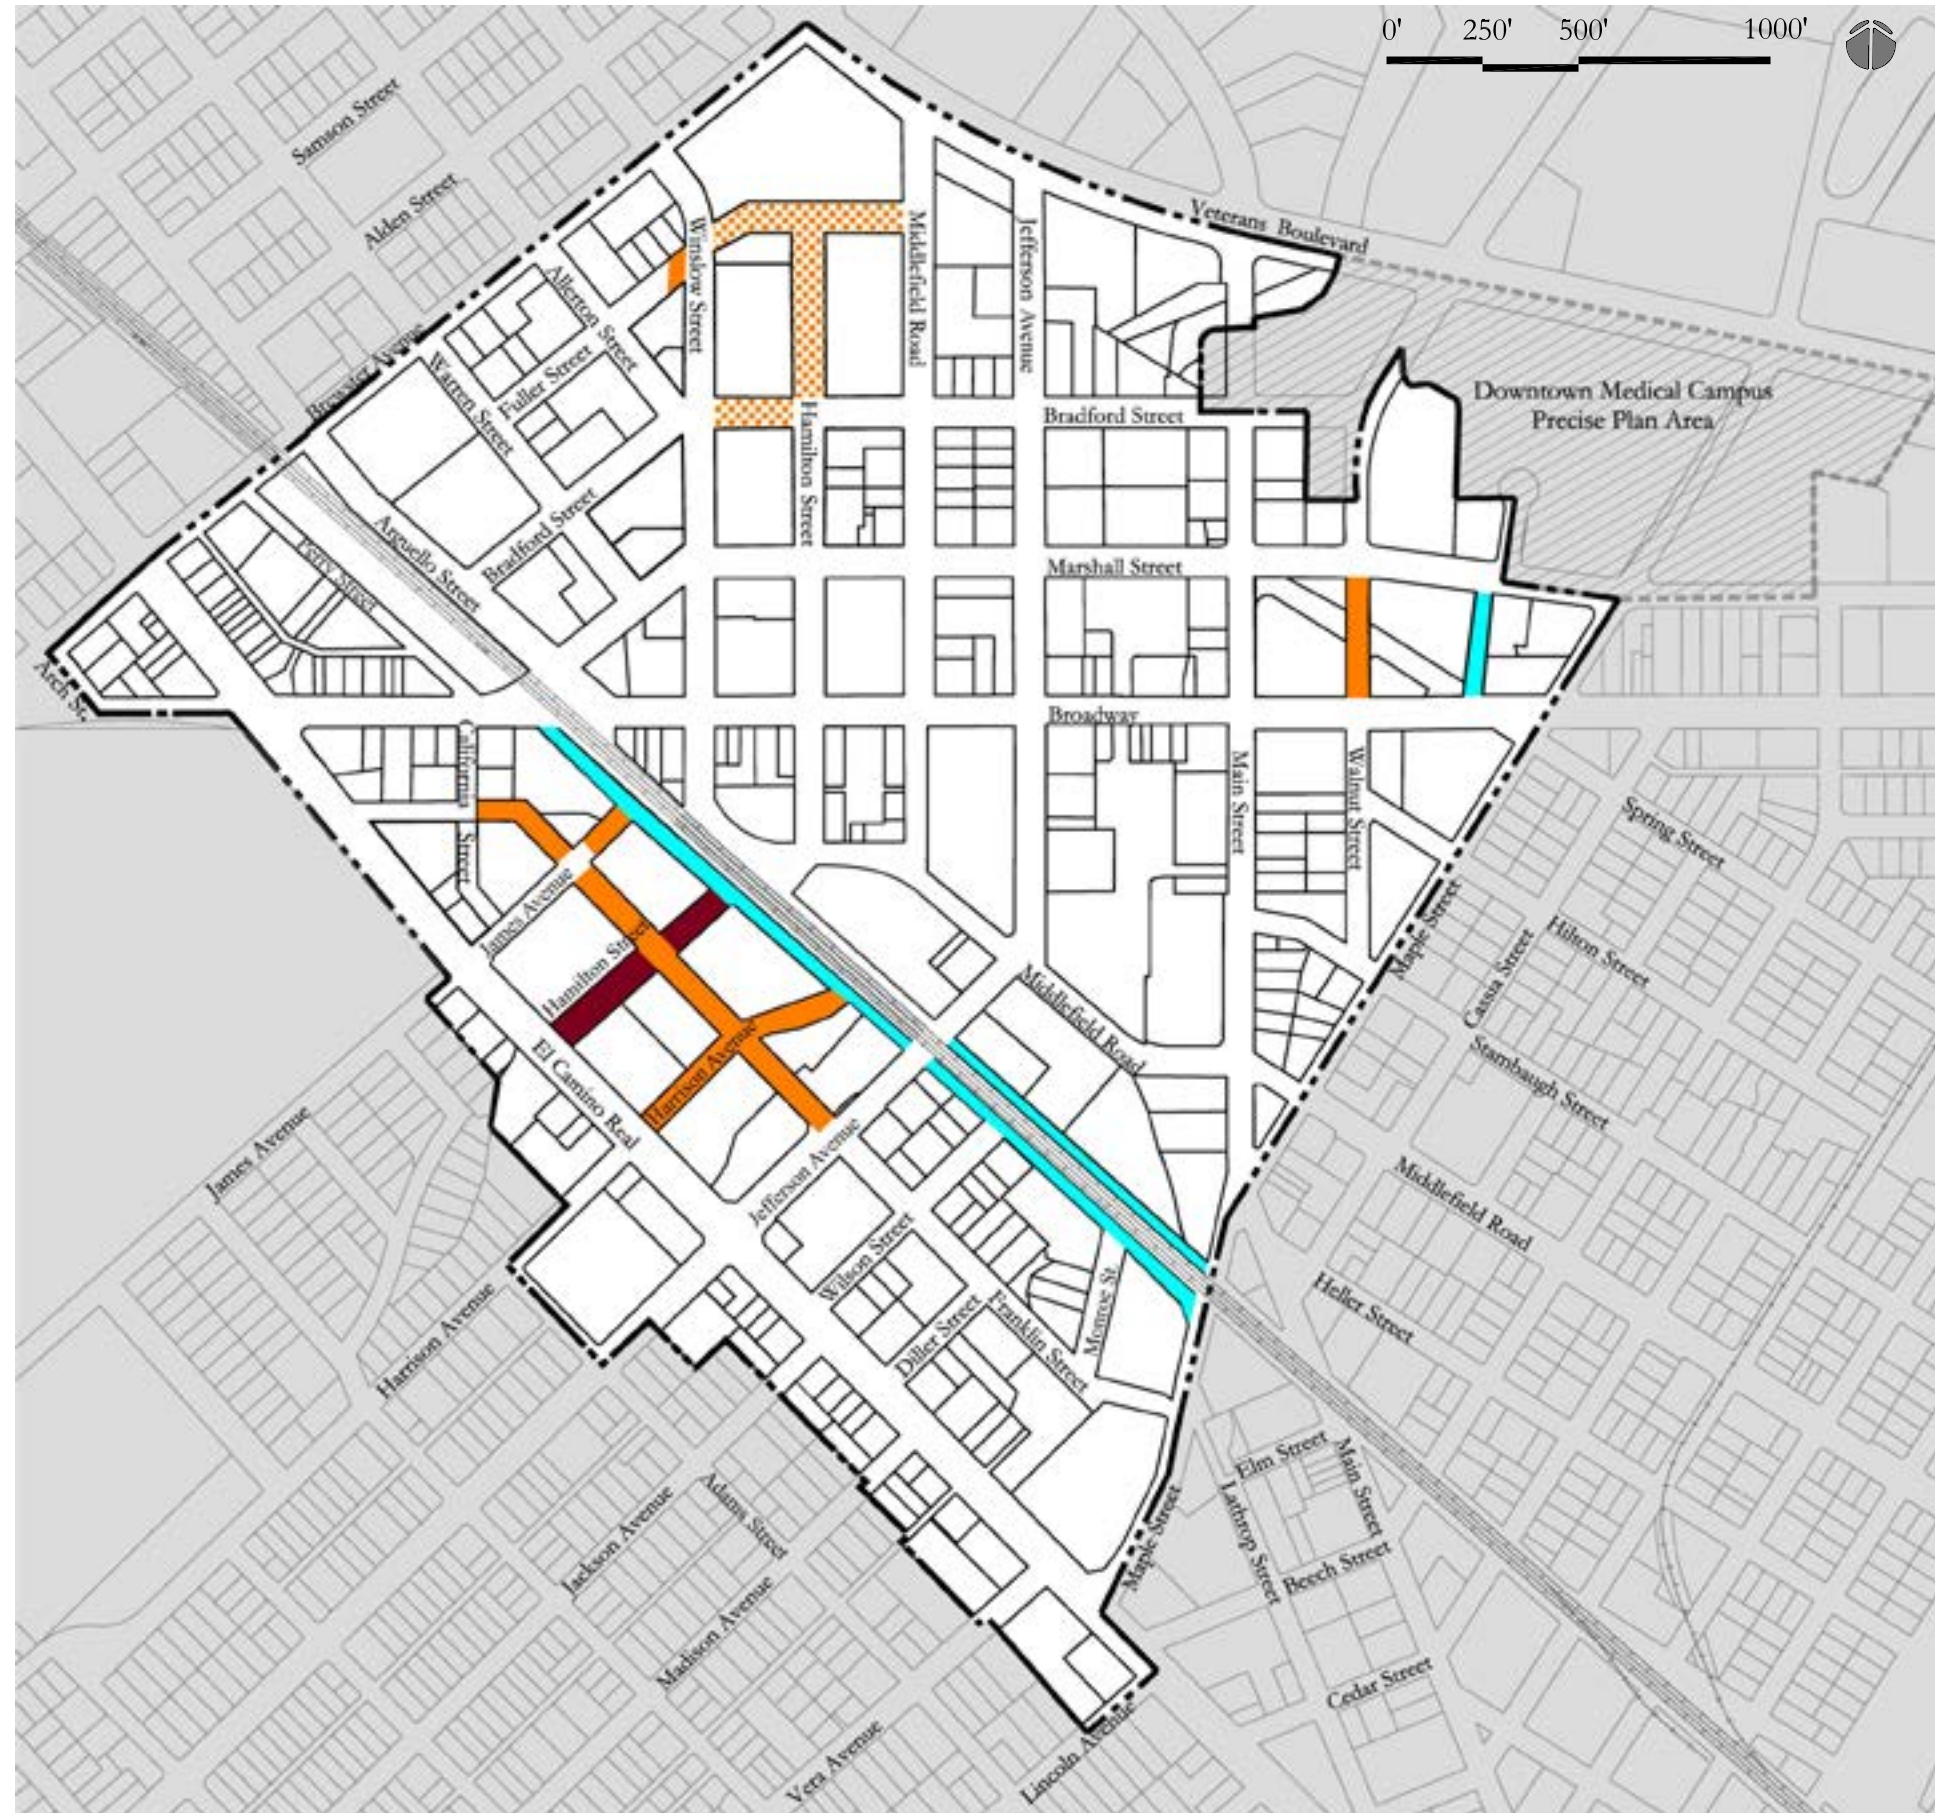 0' 250' 500' 1000'
Samson Street
Alden Street
Veterans Boulevard
Winslow Street
Middlefield Road
Jefferson Avenue
Allerton Street
Brewster Avenue
Warren Street
Fuller Street
Downtown Medical Campus
Precise Plan Area
Bradford Street
Hamilton Street
Arguello Street
Bradford Street
Perry Street
Marshall Street
Arch St.
Broadway
California Street
Main Street
Walnut Street
Spring Street
James Avenue
Hamilton Street
Maple Street
Hilton Street
Cassia Street
Middlefield Road
El Camino Real
Harrison Avenue
Stambaugh Street
James Avenue
Jefferson Avenue
Middlefield Road
Wilson Street
Harrison Avenue
Monroe St.
Heller Street
Diller Street
Franklin Street
Elm Street
Main Street
Lathrop Street
Adams Street
Jackson Avenue
Maple Street
Beech Street
Madison Avenue
Cedar Street
Vera Avenue
Lincoln Avenue